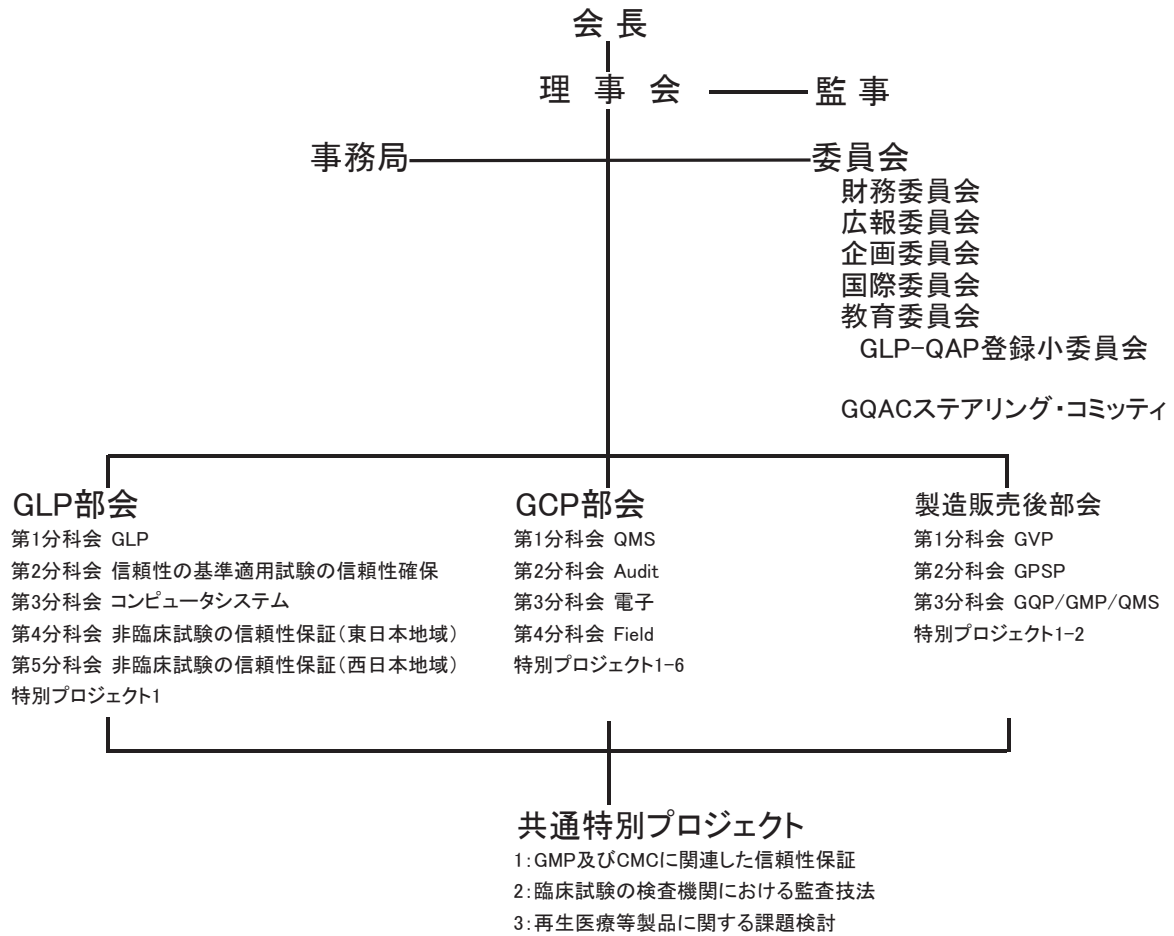 会長
理事会
監事
事務局
委員会
財務委員会
広報委員会
企画委員会
国際委員会
教育委員会
GLP-QAP登録小委員会
GQACステアリング・コミッティ
GLP部会
第1分科会 GLP
第2分科会 信頼性の基準適用試験の信頼性確保
第3分科会 コンピュータシステム
第4分科会 非臨床試験の信頼性保証(東日本地域)
第5分科会 非臨床試験の信頼性保証(西日本地域)
特別プロジェクト1
GCP部会
第1分科会 QMS
第2分科会 Audit
第3分科会 電子
第4分科会 Field
特別プロジェクト1-6
製造販売後部会
第1分科会 GVP
第2分科会 GPSP
第3分科会 GQP/GMP/QMS
特別プロジェクト1-2
共通特別プロジェクト
1:GMP及びCMCに関連した信頼性保証
2:臨床試験の検査機関における監査技法
3:再生医療等製品に関する課題検討